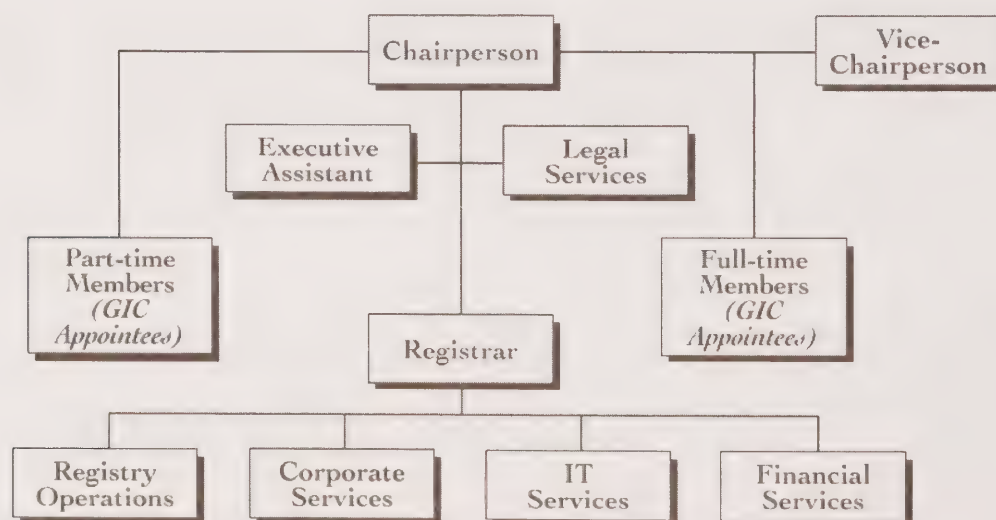 Chairperson
Vice-
Chairperson
Executive
Assistant
Legal
Services
Part-time
Members
(GIC
Appointees)
Full-time
Members
(GIC
Appointees)
Registrar
Registry
Operations
Corporate
Services
IT
Services
Financial
Services